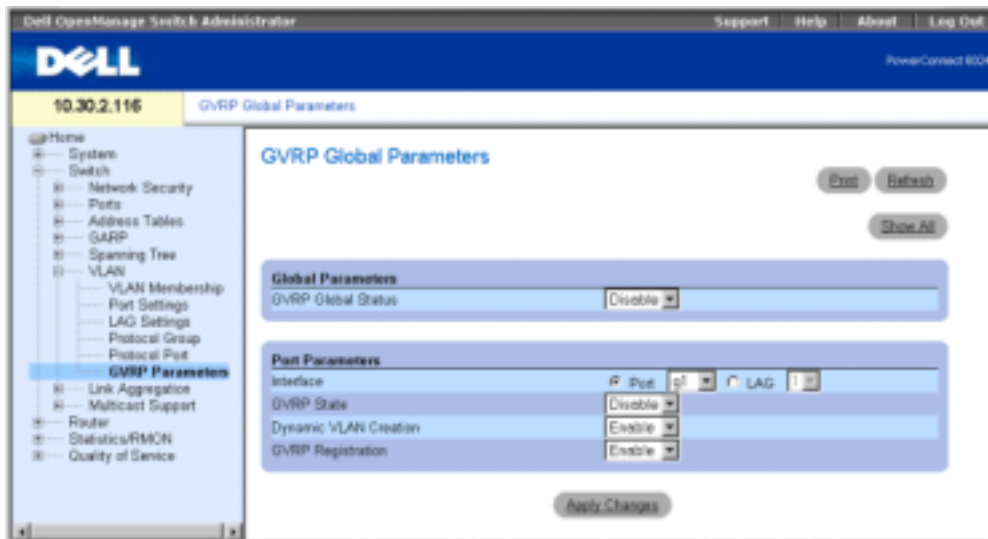 Dell OpenManage Switch Administrator
Support Help About Log Out
DELL
PowerConnect 6024
10.30.2.116
GVRP Global Parameters
Home
System
Switch
Network Security
Ports
Address Tables
GARP
Spanning Tree
VLAN
VLAN Membership
Port Settings
LAG Settings
Protocol Group
Protocol Port
GVRP Parameters
Link Aggregation
Multicast Support
Router
Statistics/RMON
Quality of Service
GVRP Global Parameters
Print Refresh
Show All
Global Parameters
GVRP Global Status Disable
Port Parameters
Interface Port g1 LAG 1
GVRP State Disable
Dynamic VLAN Creation Enable
GVRP Registration Enable
Apply Changes